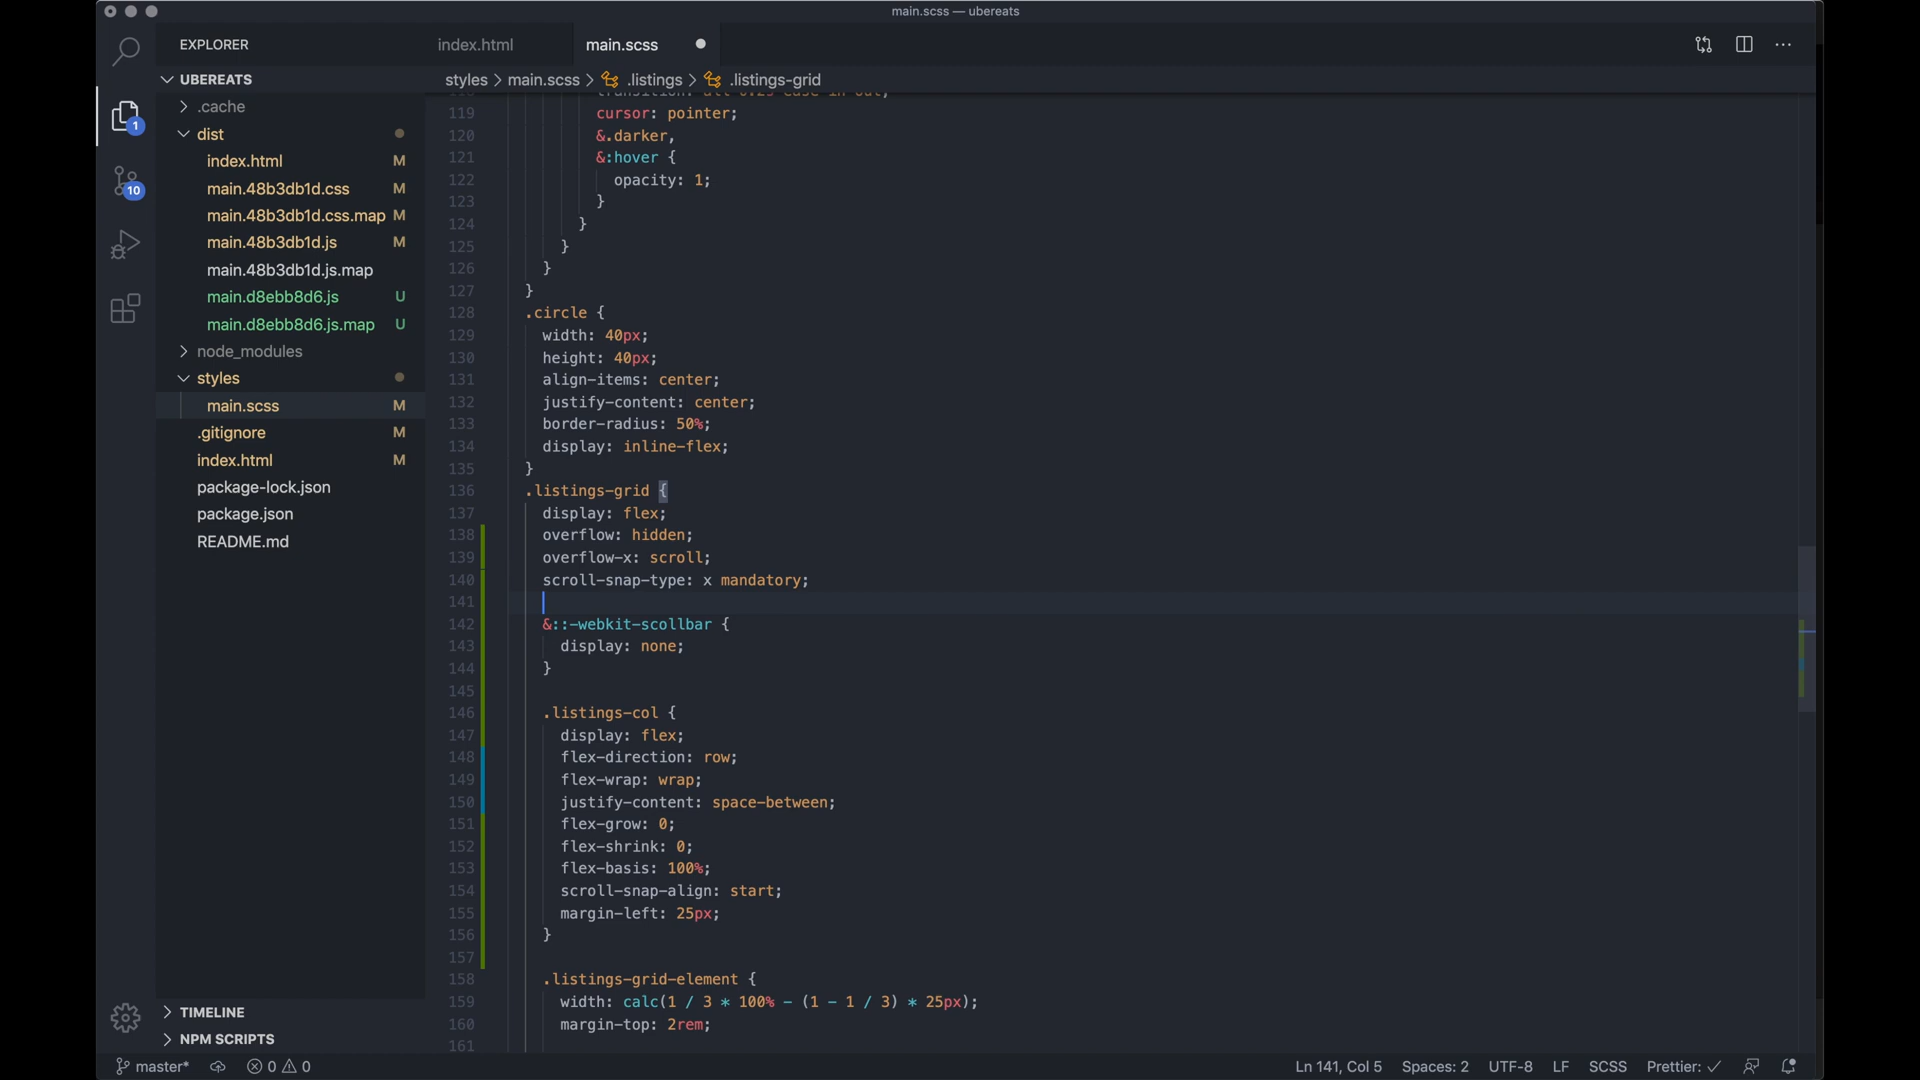 main.scss — ubereats
EXPLORER
index.html
main.scss
UBEREATS
styles > main.scss > .listings > .listings-grid
.cache
dist
index.html M
main.48b3db1d.css M
main.48b3db1d.css.map M
main.48b3db1d.js M
main.48b3db1d.js.map
main.d8ebb8d6.js U
main.d8ebb8d6.js.map U
node_modules
styles
main.scss M
.gitignore M
index.html M
package-lock.json
package.json
README.md
TIMELINE
NPM SCRIPTS
1
10
119 cursor: pointer;
120 &.darker,
121 &:hover {
122 opacity: 1;
123 }
124 }
125 }
126 }
127 }
128 .circle {
129 width: 40px;
130 height: 40px;
131 align-items: center;
132 justify-content: center;
133 border-radius: 50%;
134 display: inline-flex;
135 }
136 .listings-grid {
137 display: flex;
138 overflow: hidden;
139 overflow-x: scroll;
140 scroll-snap-type: x mandatory;
141
142 &::-webkit-scollbar {
143 display: none;
144 }
145
146 .listings-col {
147 display: flex;
148 flex-direction: row;
149 flex-wrap: wrap;
150 justify-content: space-between;
151 flex-grow: 0;
152 flex-shrink: 0;
153 flex-basis: 100%;
154 scroll-snap-align: start;
155 margin-left: 25px;
156 }
157
158 .listings-grid-element {
159 width: calc(1 / 3 * 100% - (1 - 1 / 3) * 25px);
160 margin-top: 2rem;
161
master* 0 0 Ln 141, Col 5 Spaces: 2 UTF-8 LF SCSS Prettier: ✓